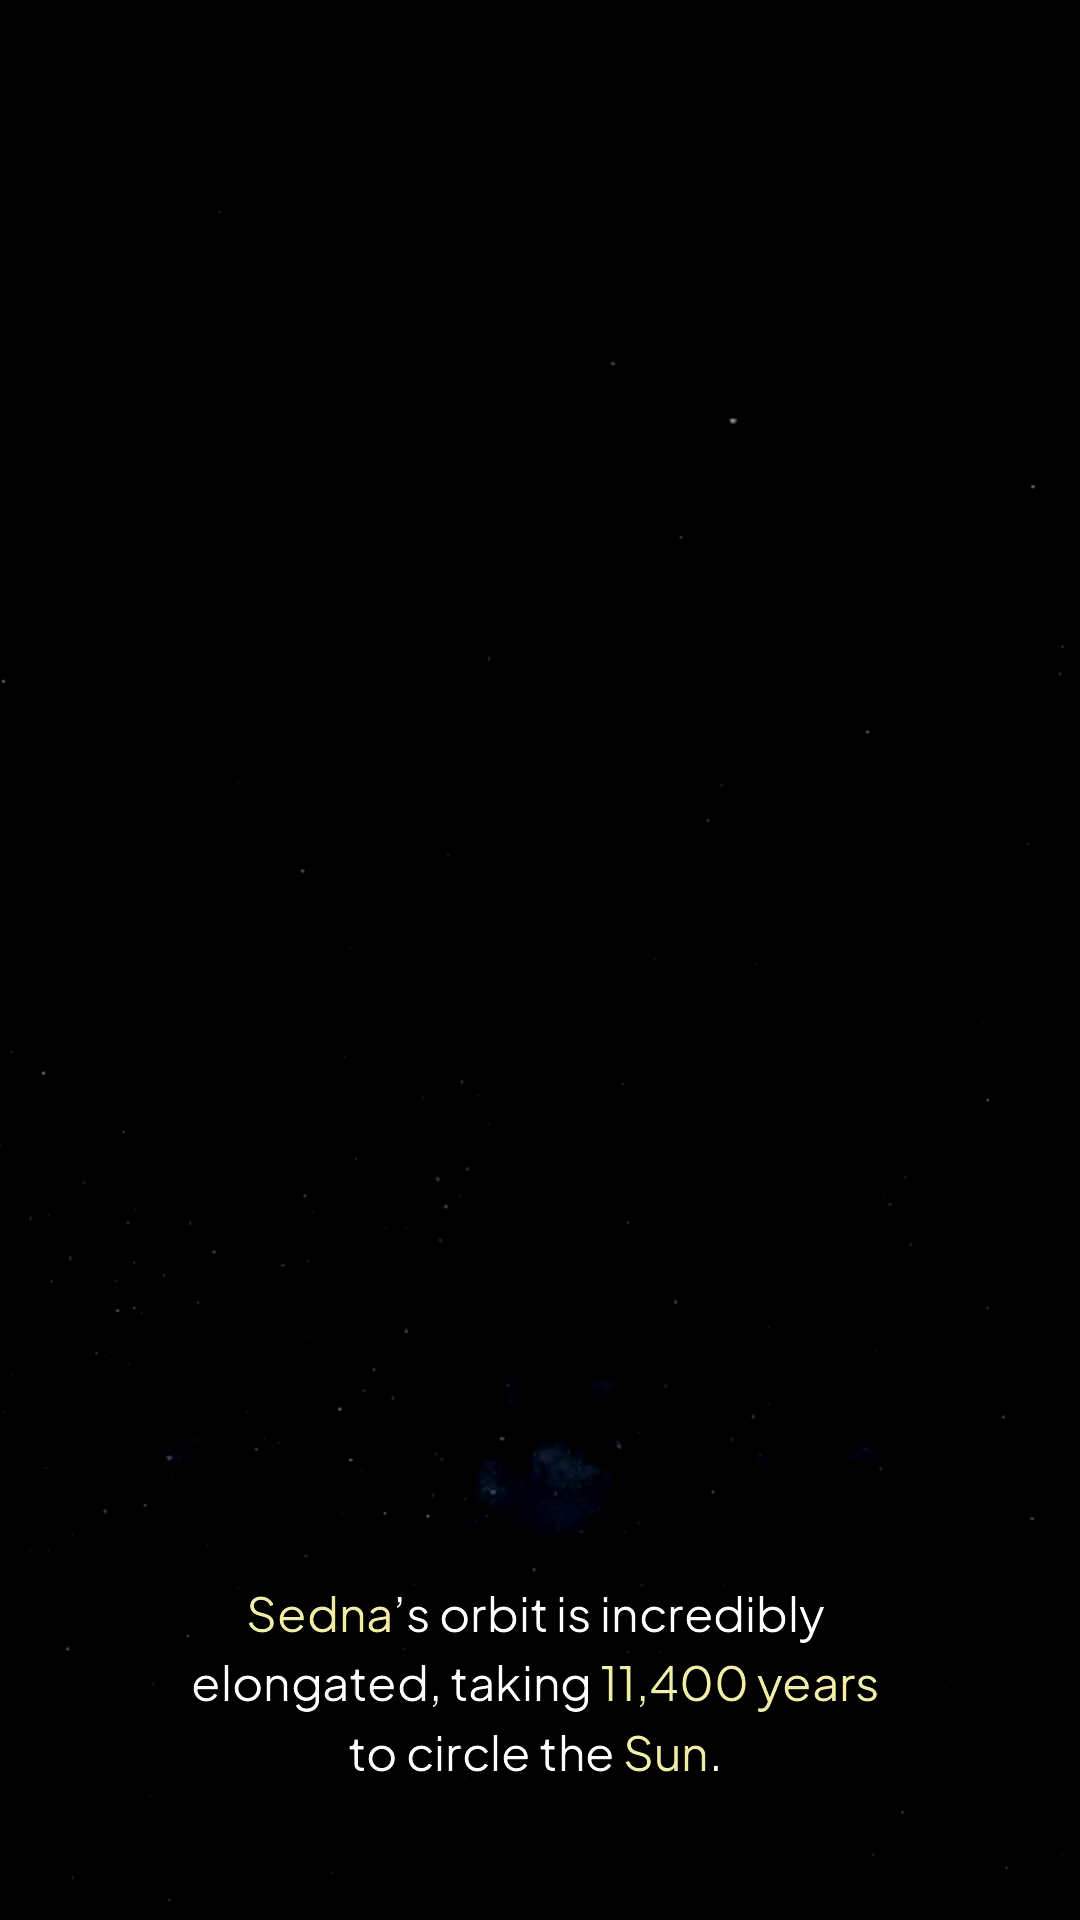 Sedna’s orbit is incredibly
elongated, taking 11,400 years
to circle the Sun.